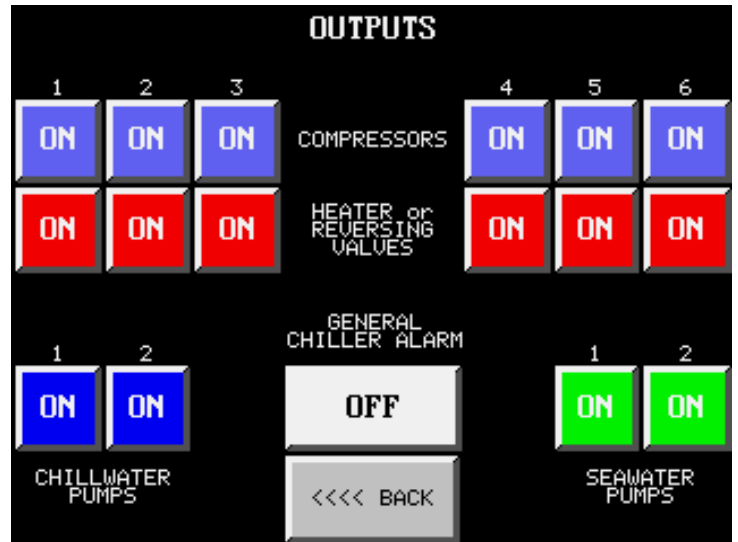 OUTPUTS
1 2 3 4 5 6
ON ON ON COMPRESSORS ON ON ON
ON ON ON HEATER or REVERSING VALVES ON ON ON
GENERAL
CHILLER ALARM
1 2 1 2
ON ON OFF ON ON
CHILLWATER
PUMPS
<<<< BACK
SEAWATER
PUMPS